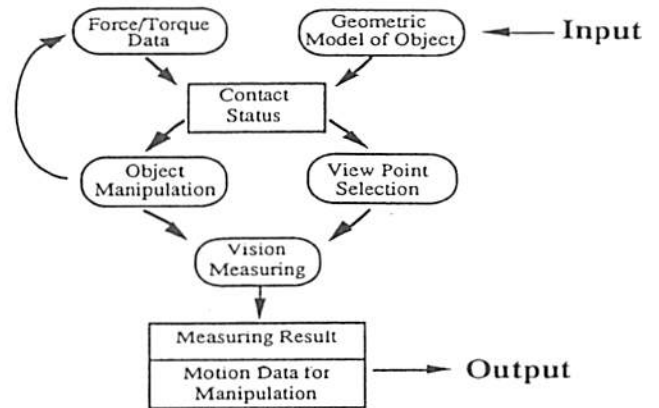 Force/Torque
Data
Geometric
Model of Object
Input
Contact
Status
Object
Manipulation
View Point
Selection
Vision
Measuring
Measuring Result
Motion Data for
Manipulation
Output